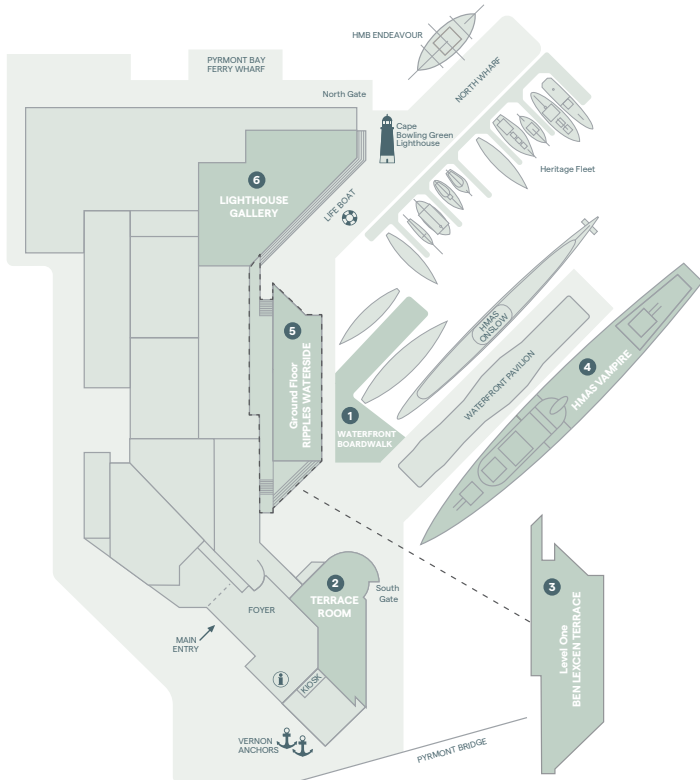 HMB ENDEAVOUR
PYRMONT BAY
FERRY WHARF
NORTH WHARF
North Gate
Cape
Bowling Green
Lighthouse
Heritage Fleet
6
LIGHTHOUSE
GALLERY
LIFE BOAT
5
Ground Floor
RIPPLES WATERSIDE
HMAS
ONSLOW
WATERFRONT PAVILION
4
HMAS VAMPIRE
1
WATERFRONT
BOARDWALK
2
TERRACE
ROOM
South
Gate
3
Level One
BEN LEXCEN TERRACE
FOYER
MAIN
ENTRY
i
KIOSK
VERNON
ANCHORS
PYRMONT BRIDGE